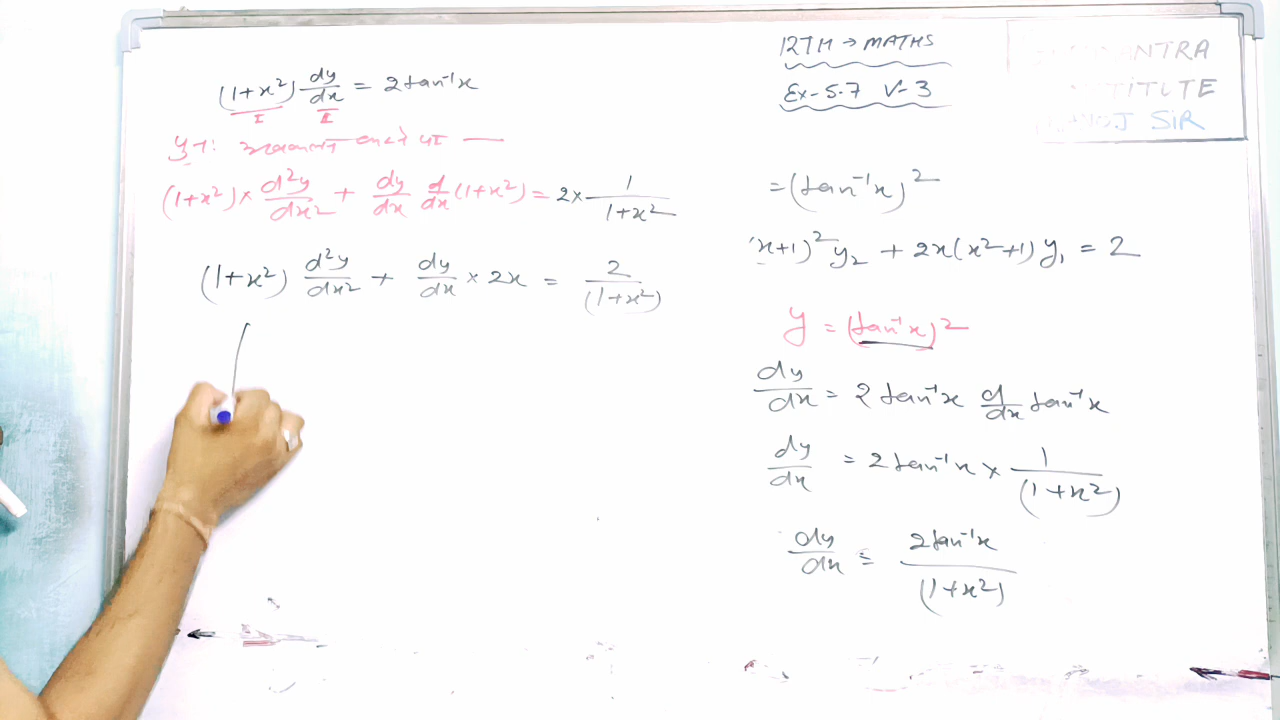 12TH → MATHS
Ex-5.7 V-3
ANTRA
TITUTE
J SIR
(1+x²) dy/dx = 2tan⁻¹x
I II
(1+x²) × d²y/dx² + dy/dx d/dx (1+x²) = 2 × 1/1+x²
(1+x²) d²y/dx² + dy/dx × 2x = 2/(1+x²)
= (tan⁻¹x)²
x+1)² y₂ + 2x(x²+1) y₁ = 2
y = (tan⁻¹x)²
dy/dx = 2 tan⁻¹x d/dx tan⁻¹x
dy/dx = 2 tan⁻¹x × 1/(1+x²)
dy/dx = 2tan⁻¹x/(1+x²)